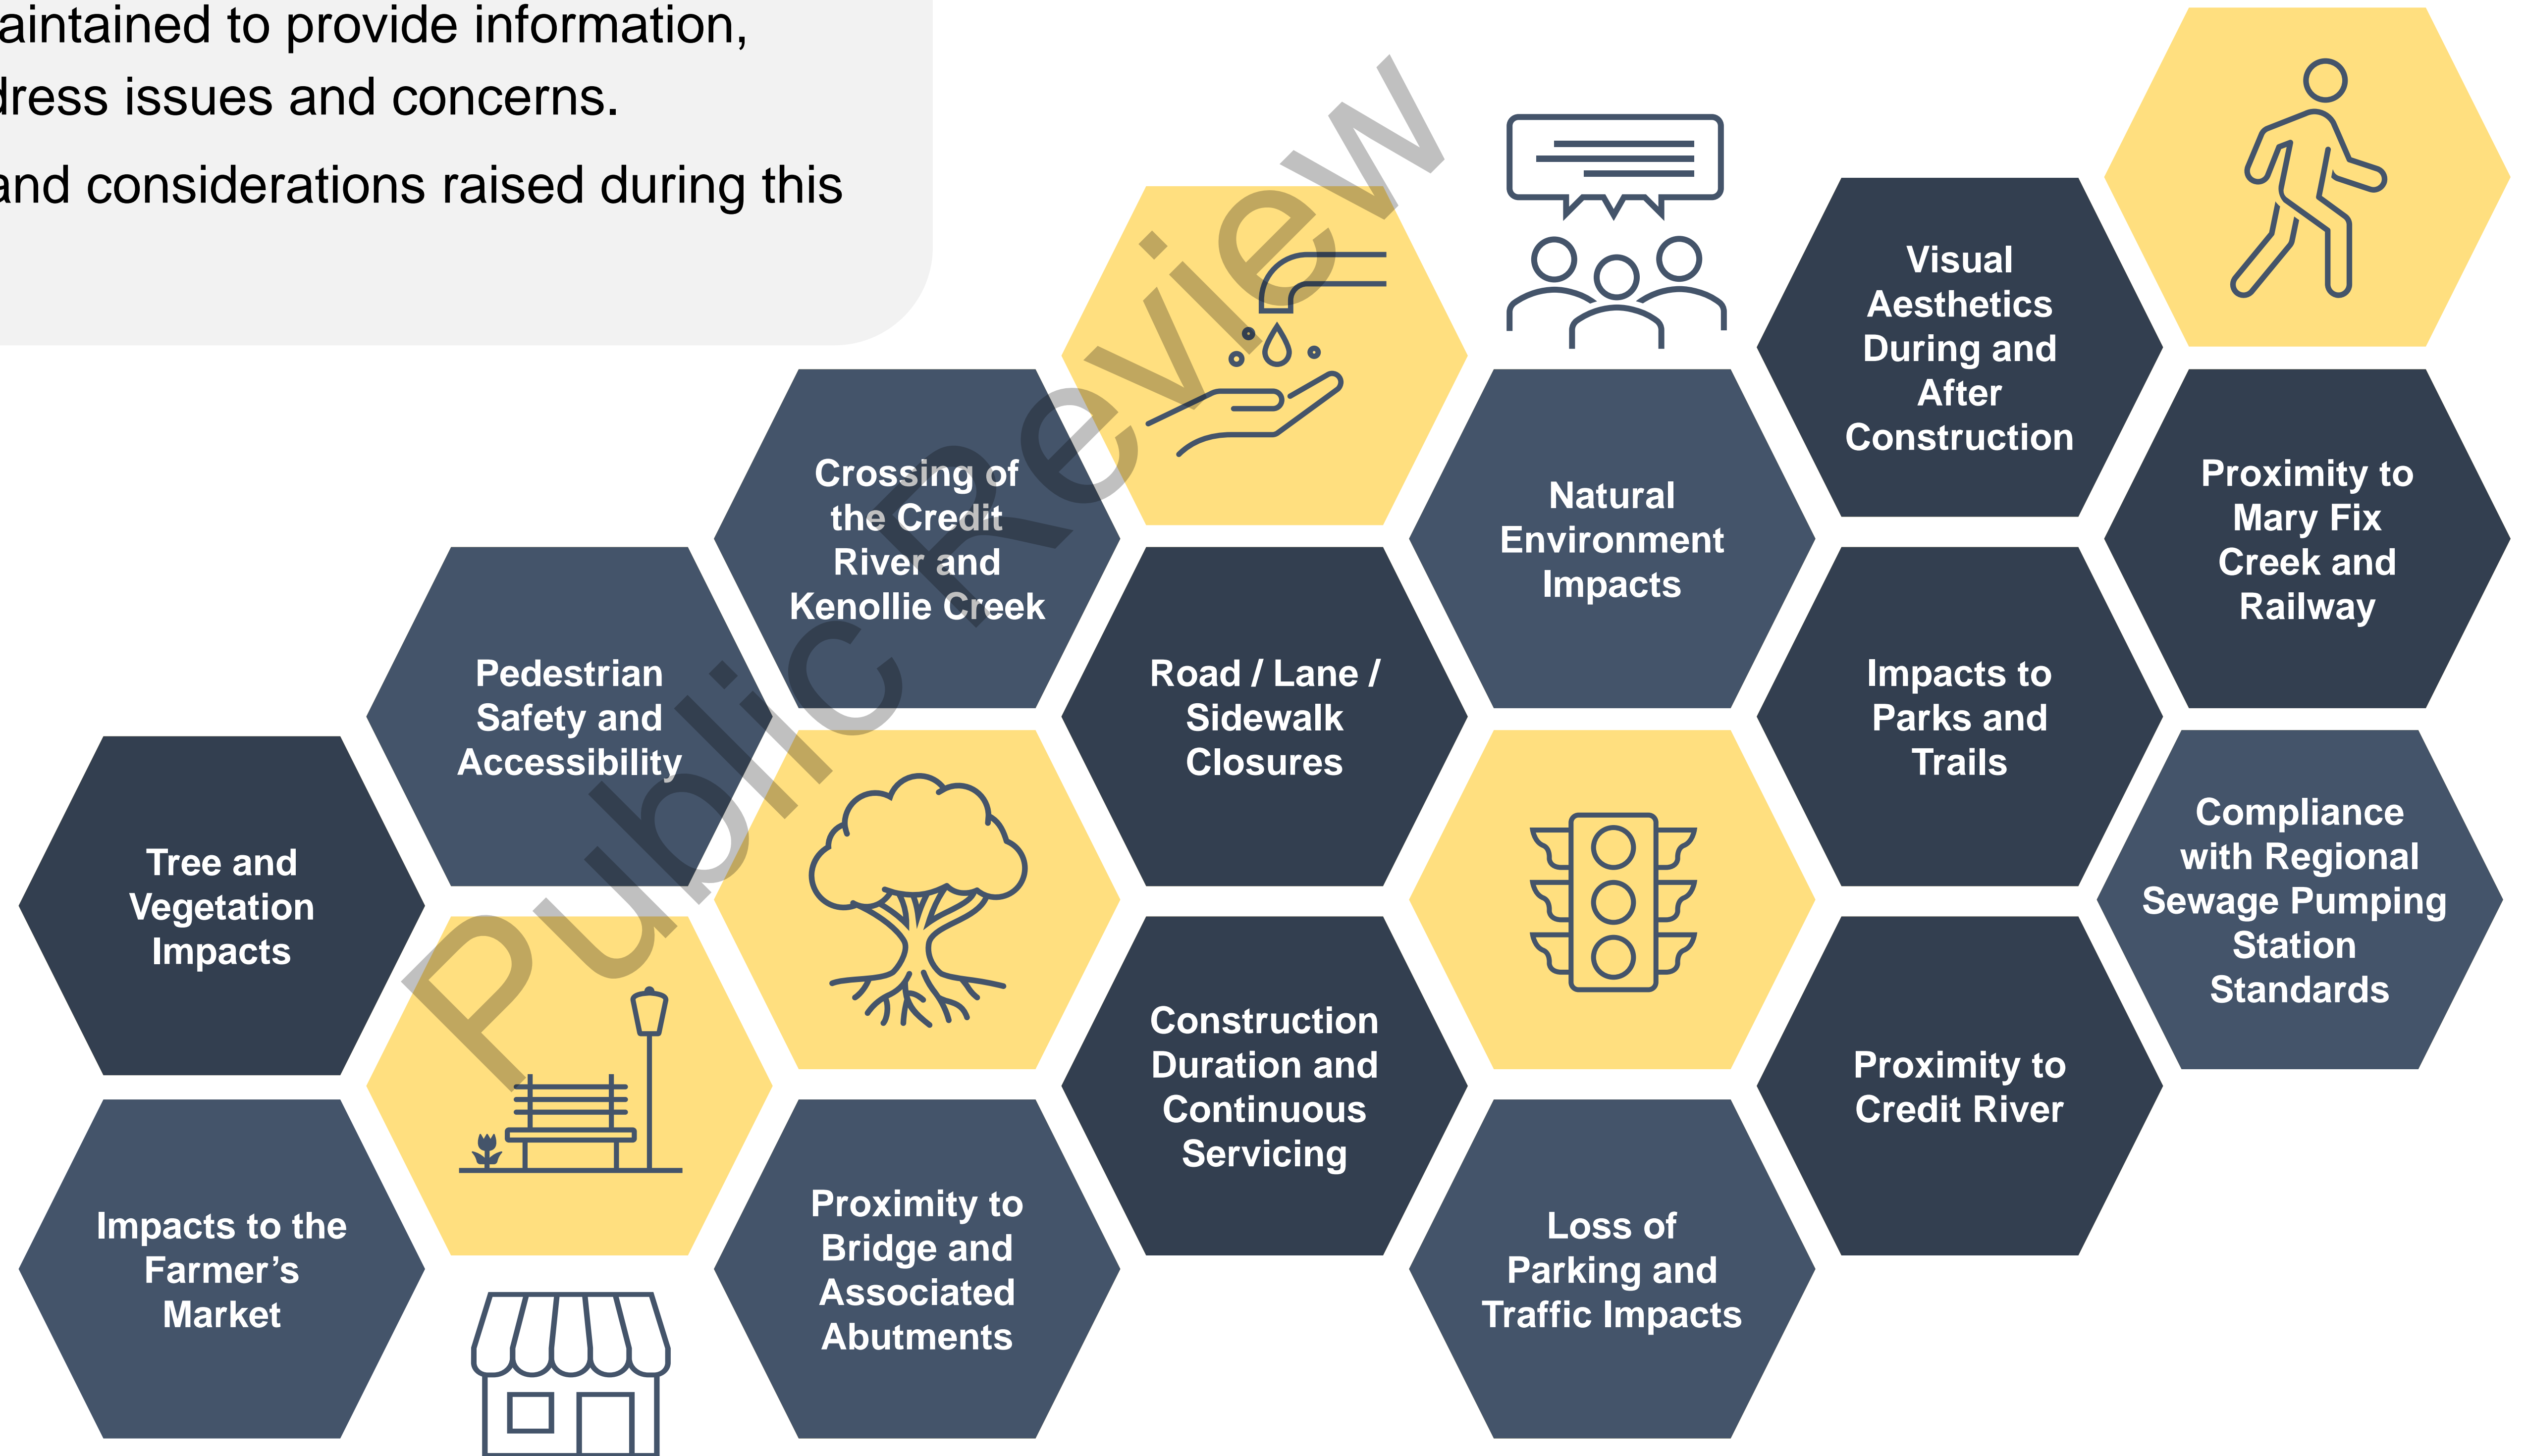 aintained to provide information,
dress issues and concerns.
and considerations raised during this
Visual
Aesthetics
During and
After
Construction
Crossing of
the Credit
River and
Kenollie Creek
Natural
Environment
Impacts
Proximity to
Mary Fix
Creek and
Railway
Pedestrian
Safety and
Accessibility
Road / Lane /
Sidewalk
Closures
Impacts to
Parks and
Trails
Tree and
Vegetation
Impacts
Compliance
with Regional
Sewage Pumping
Station
Standards
Construction
Duration and
Continuous
Servicing
Proximity to
Credit River
Impacts to the
Farmer’s
Market
Proximity to
Bridge and
Associated
Abutments
Loss of
Parking and
Traffic Impacts
Public Review